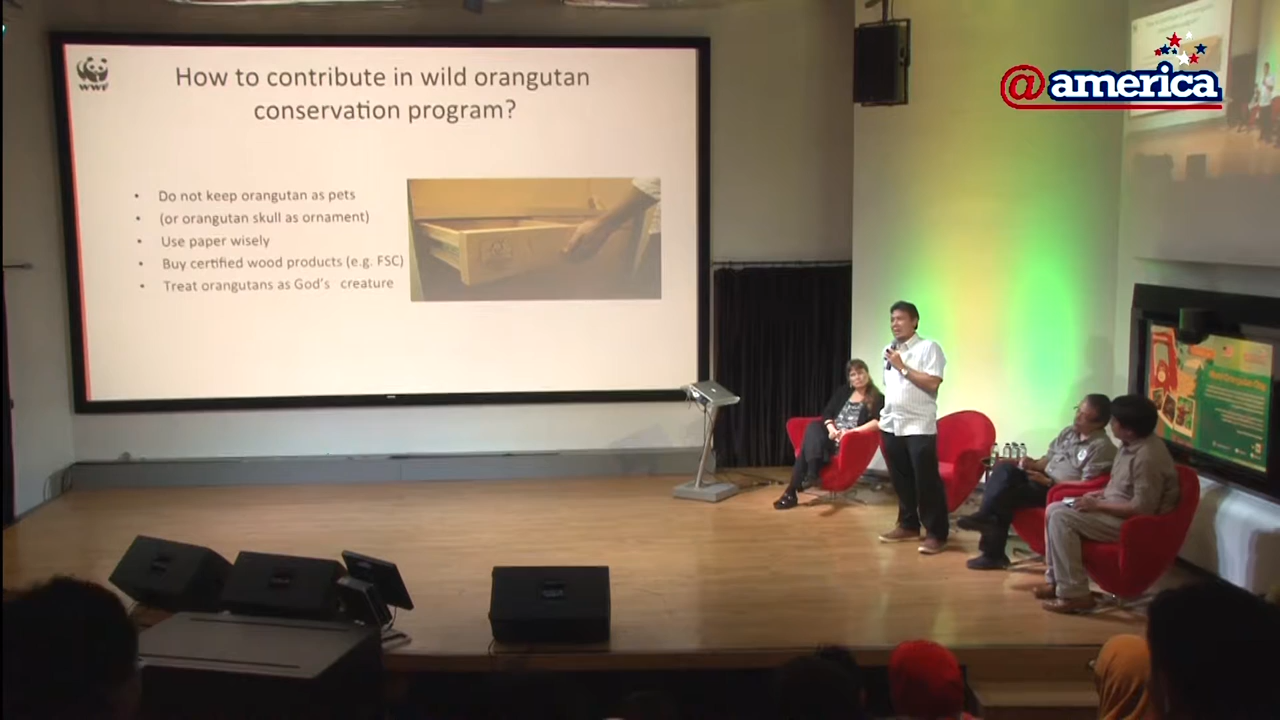 WWF
How to contribute in wild orangutan
conservation program?
• Do not keep orangutan as pets
• (or orangutan skull as ornament)
• Use paper wisely
• Buy certified wood products (e.g. FSC)
• Treat orangutans as God's creature
@america